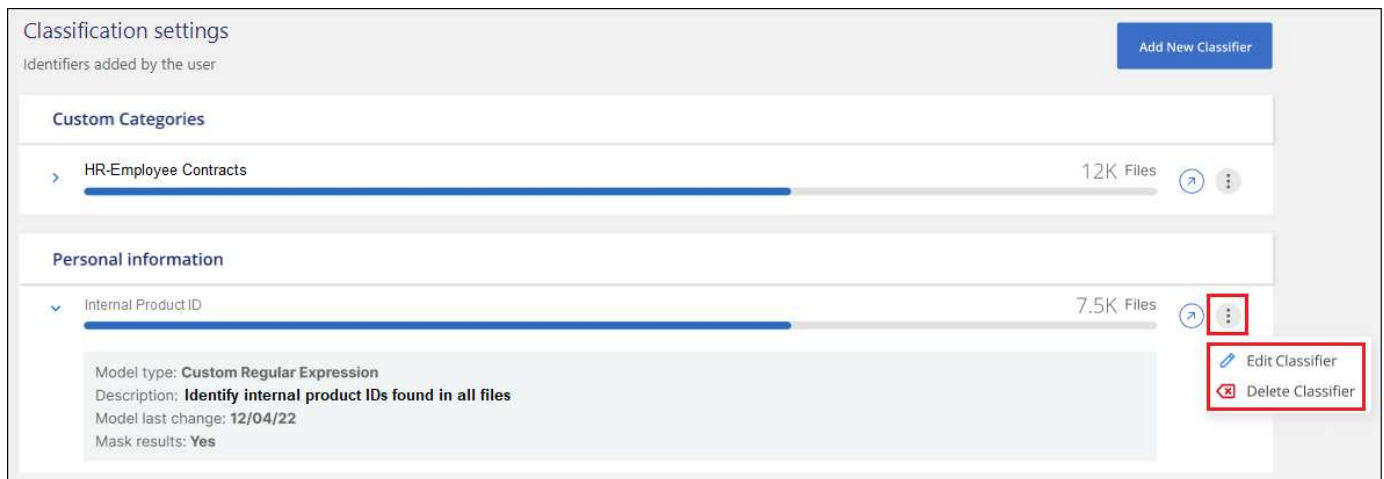 Classification settings
Add New Classifier
Identifiers added by the user
Custom Categories
HR-Employee Contracts 12K Files
Personal information
Internal Product ID 7.5K Files
Edit Classifier
Model type: Custom Regular Expression
Description: Identify internal product IDs found in all files
Delete Classifier
Model last change: 12/04/22
Mask results: Yes